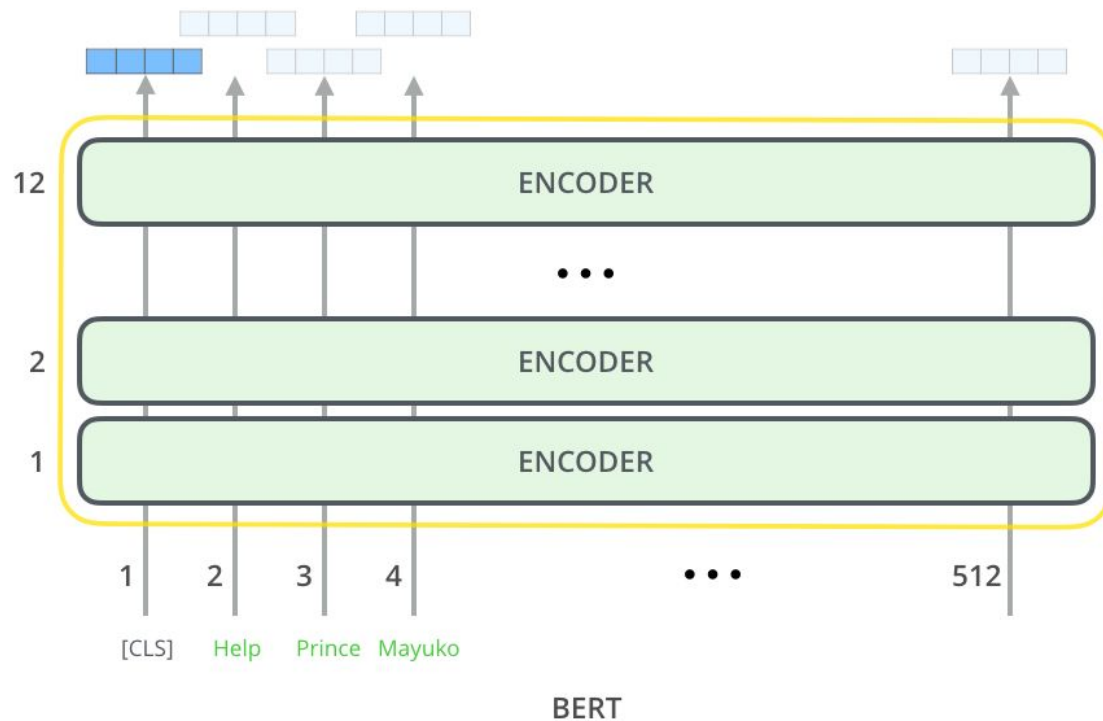 12 ENCODER
...
2 ENCODER
1 ENCODER
1 2 3 4 ... 512
[CLS] Help Prince Mayuko
BERT